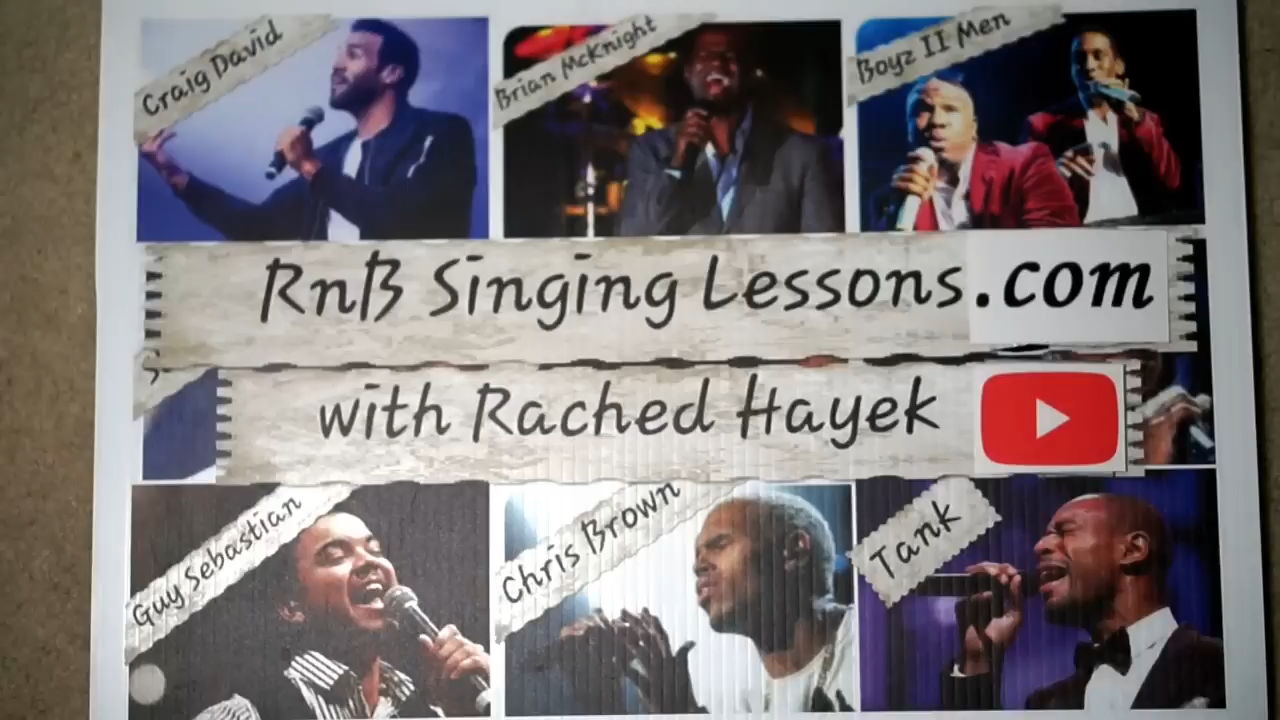 Craig David
Brian McKnight
Boyz II Men
RnB Singing Lessons.com
with Rached Hayek
Guy Sebastian
Chris Brown
Tank